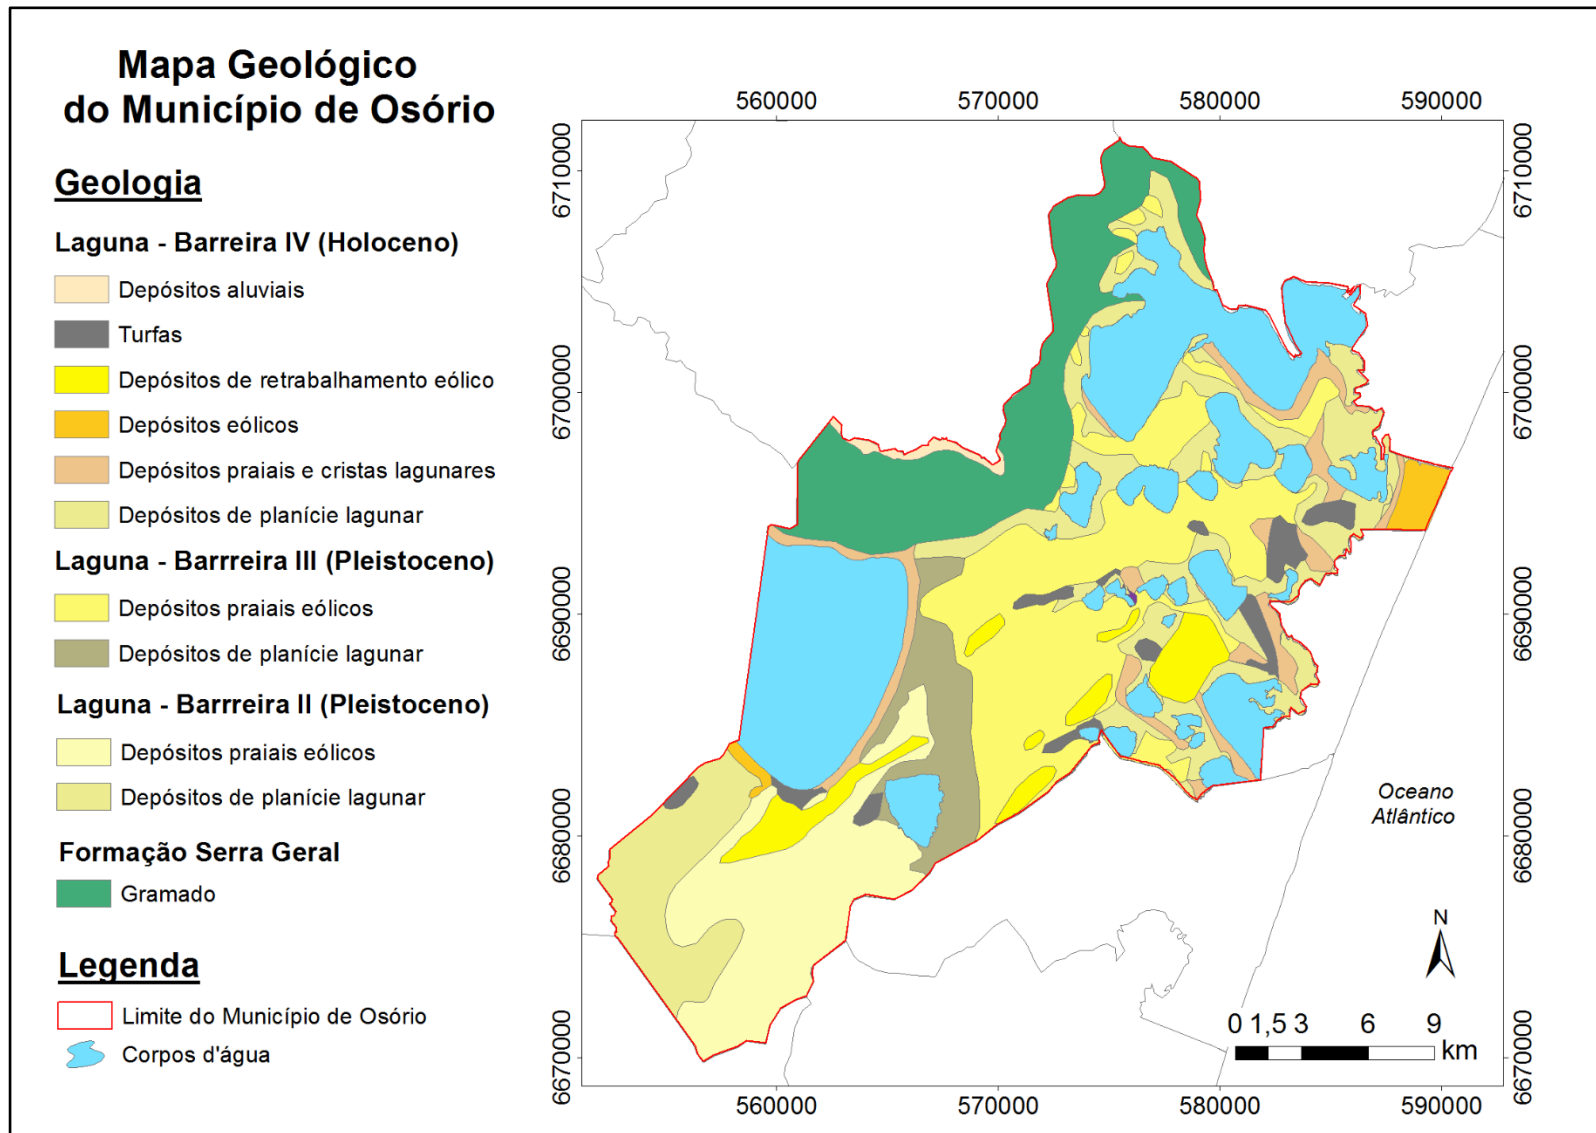 Mapa Geológico
do Município de Osório
Geologia
Laguna - Barreira IV (Holoceno)
Depósitos aluviais
Turfas
Depósitos de retrabalhamento eólico
Depósitos eólicos
Depósitos praiais e cristas lagunares
Depósitos de planície lagunar
Laguna - Barrreira III (Pleistoceno)
Depósitos praiais eólicos
Depósitos de planície lagunar
Laguna - Barrreira II (Pleistoceno)
Depósitos praiais eólicos
Depósitos de planície lagunar
Formação Serra Geral
Gramado
Legenda
Limite do Município de Osório
Corpos d'água
560000 570000 580000 590000
6710000 6710000
6700000 6700000
6690000 6690000
6680000 6680000
6670000 6670000
Oceano
Atlântico
N
0 1,5 3 6 9
km
560000 570000 580000 590000